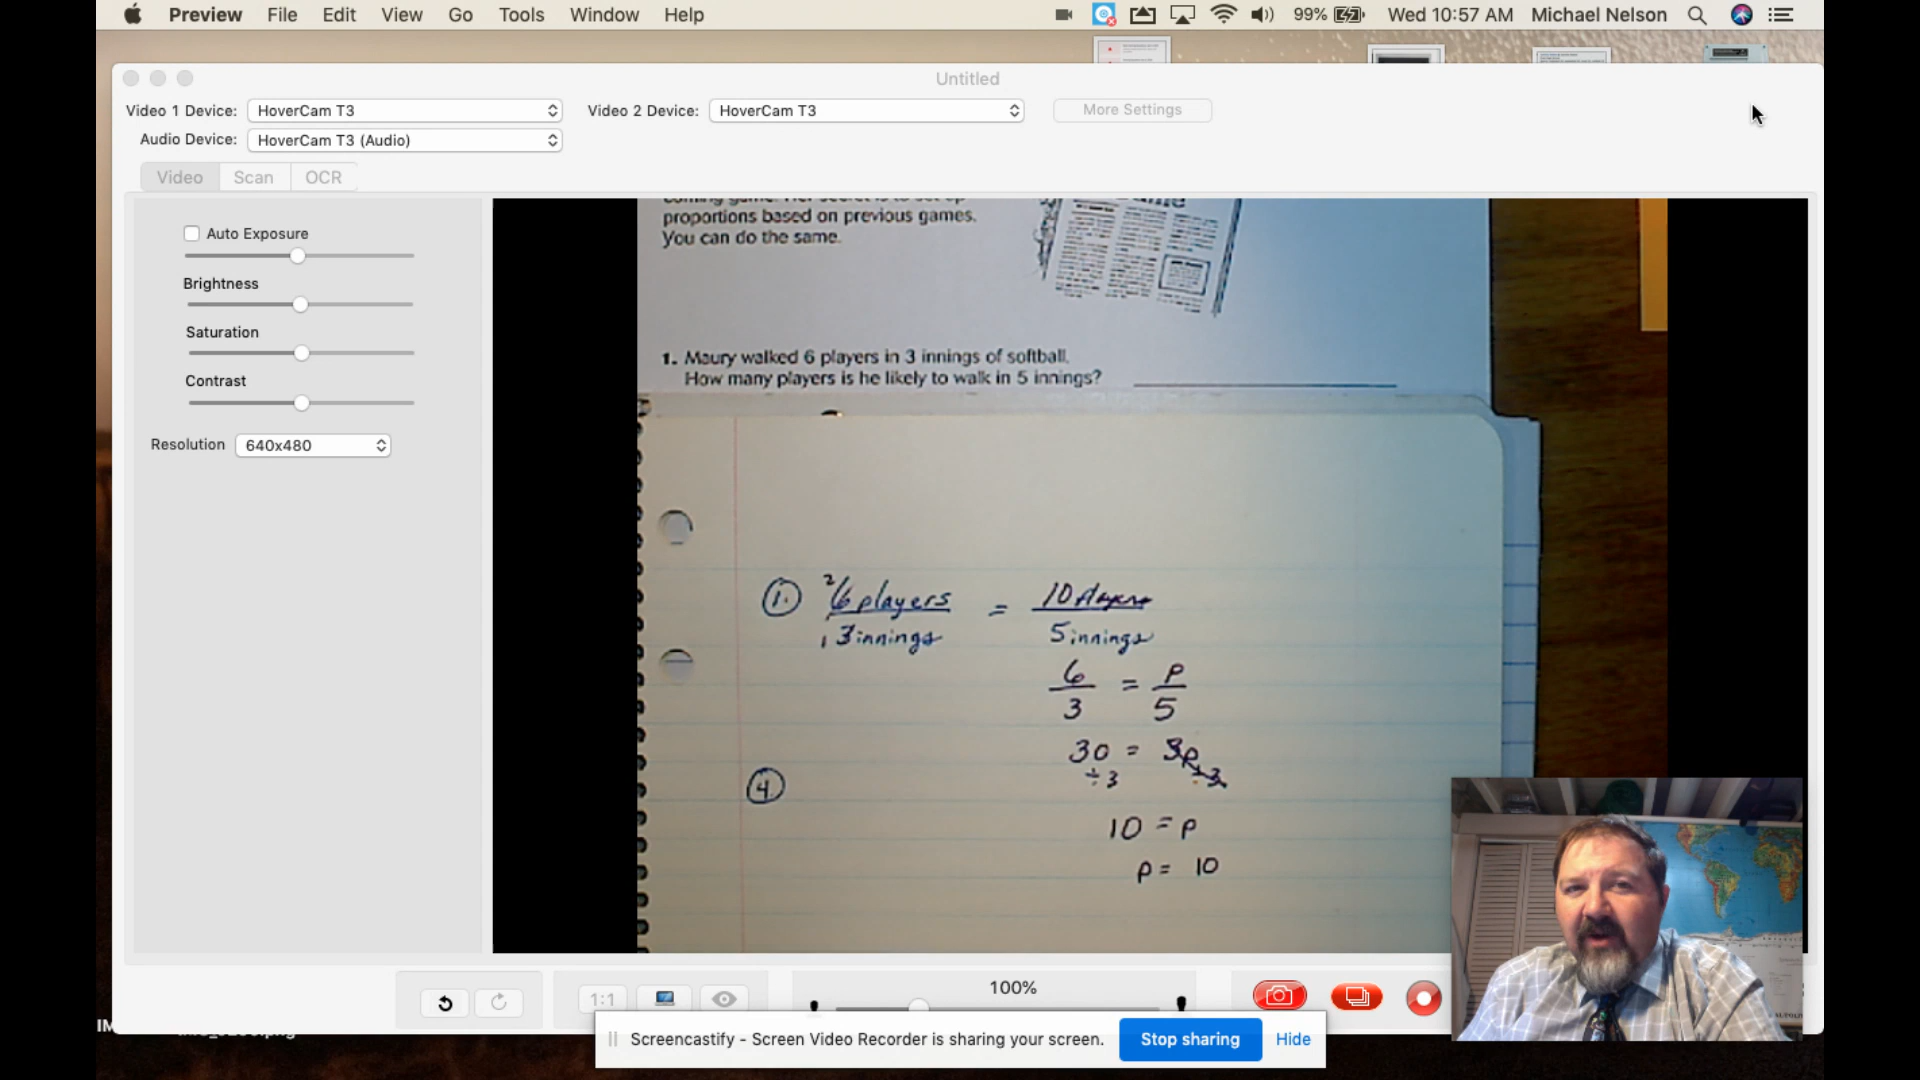 Preview File Edit View Go Tools Window Help 99% Wed 10:57 AM Michael Nelson
Untitled
Video 1 Device: HoverCam T3 Video 2 Device: HoverCam T3 More Settings
Audio Device: HoverCam T3 (Audio)
Video Scan OCR
Auto Exposure
Brightness
Saturation
Contrast
Resolution 640x480
proportions based on previous games.
You can do the same.
1. Maury walked 6 players in 3 innings of softball.
How many players is he likely to walk in 5 innings?
1. 2 6 players = 10 players
1 3 innings 5 innings
6 = p
3 5
30 = 3p
÷3 ÷3
4.
10 = p
p = 10
1:1 100%
Screencastify - Screen Video Recorder is sharing your screen. Stop sharing Hide